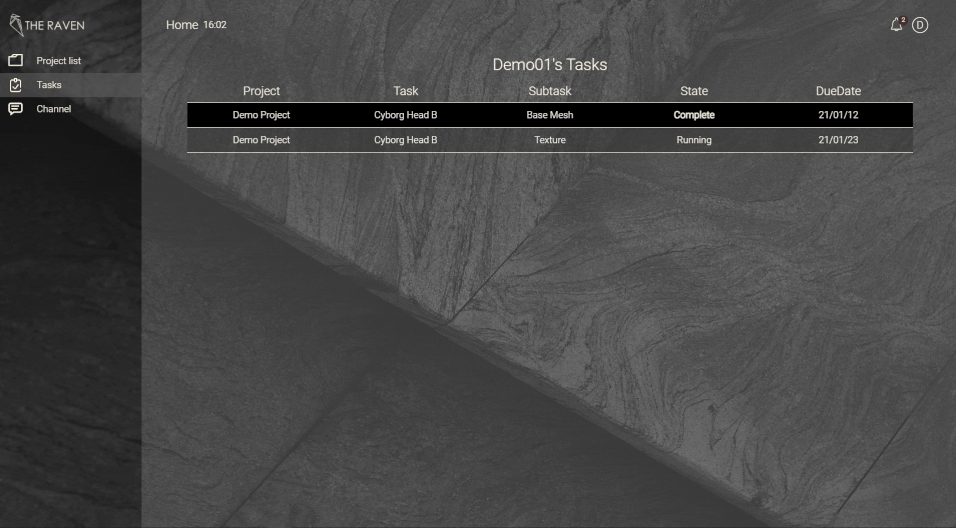 THE RAVEN
Home 16:02
2
D
Project list
Tasks
Channel
Demo01's Tasks
Project Task Subtask State DueDate
Demo Project Cyborg Head B Base Mesh Complete 21/01/12
Demo Project Cyborg Head B Texture Running 21/01/23